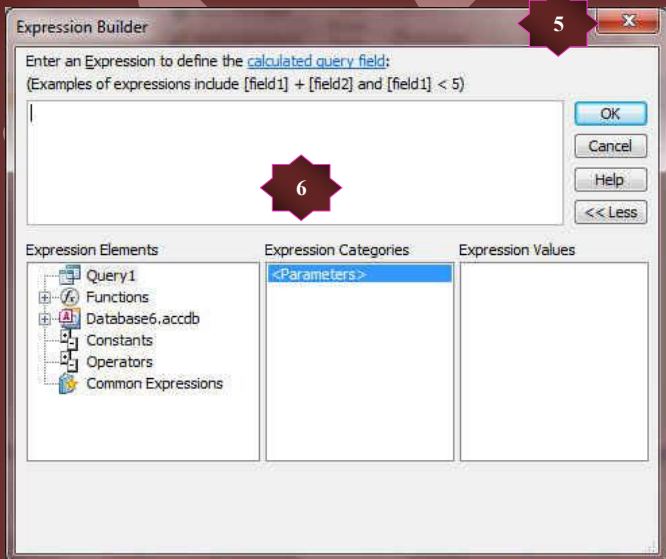 Expression Builder
5
Enter an Expression to define the calculated query field:
(Examples of expressions include [field1] + [field2] and [field1] < 5)
OK
Cancel
Help
<< Less
6
Expression Elements
Expression Categories
Expression Values
Query1
Functions
Database6.accdb
Constants
Operators
Common Expressions
<Parameters>